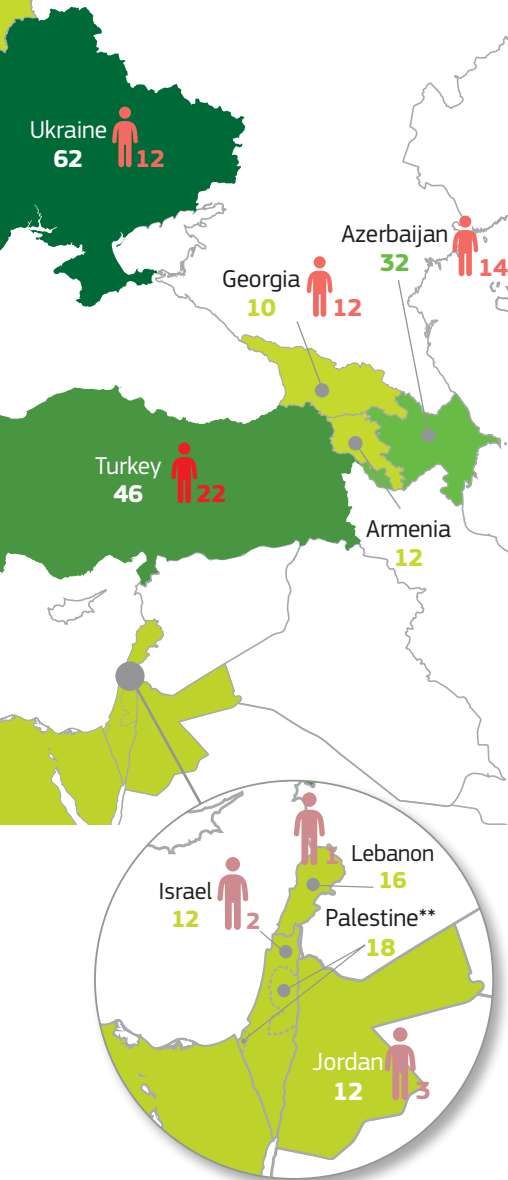 Ukraine
62
12
Azerbaijan
32
14
Georgia
10
12
Turkey
46
22
Armenia
12
1
Lebanon
16
Israel
12
2
Palestine**
18
Jordan
12
3